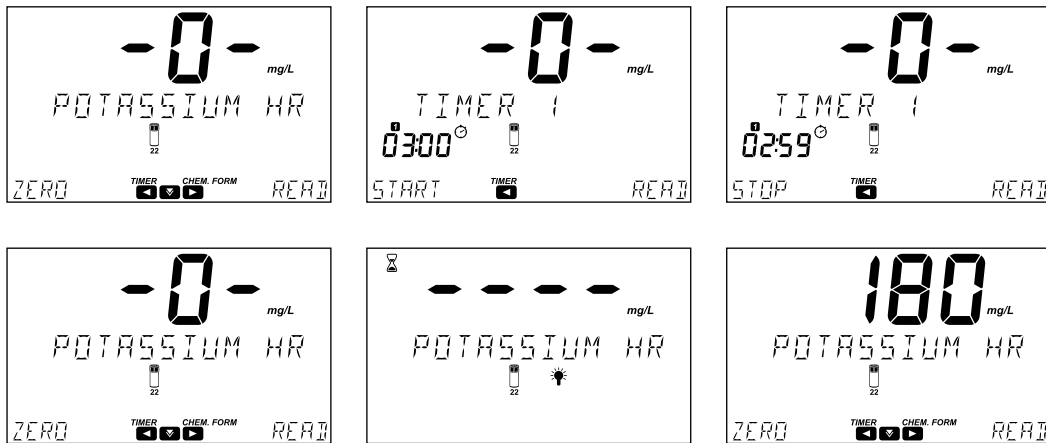 -0-
mg/L
POTASSIUM HR
22
TIMER CHEM. FORM
ZERO READ
-0-
mg/L
TIMER 1
1
03:00
22
TIMER
START READ
-0-
mg/L
TIMER 1
1
02:59
22
TIMER
STOP READ
-0-
mg/L
POTASSIUM HR
22
TIMER CHEM. FORM
ZERO READ
- - - -
mg/L
POTASSIUM HR
22
180
mg/L
POTASSIUM HR
22
TIMER CHEM. FORM
ZERO READ